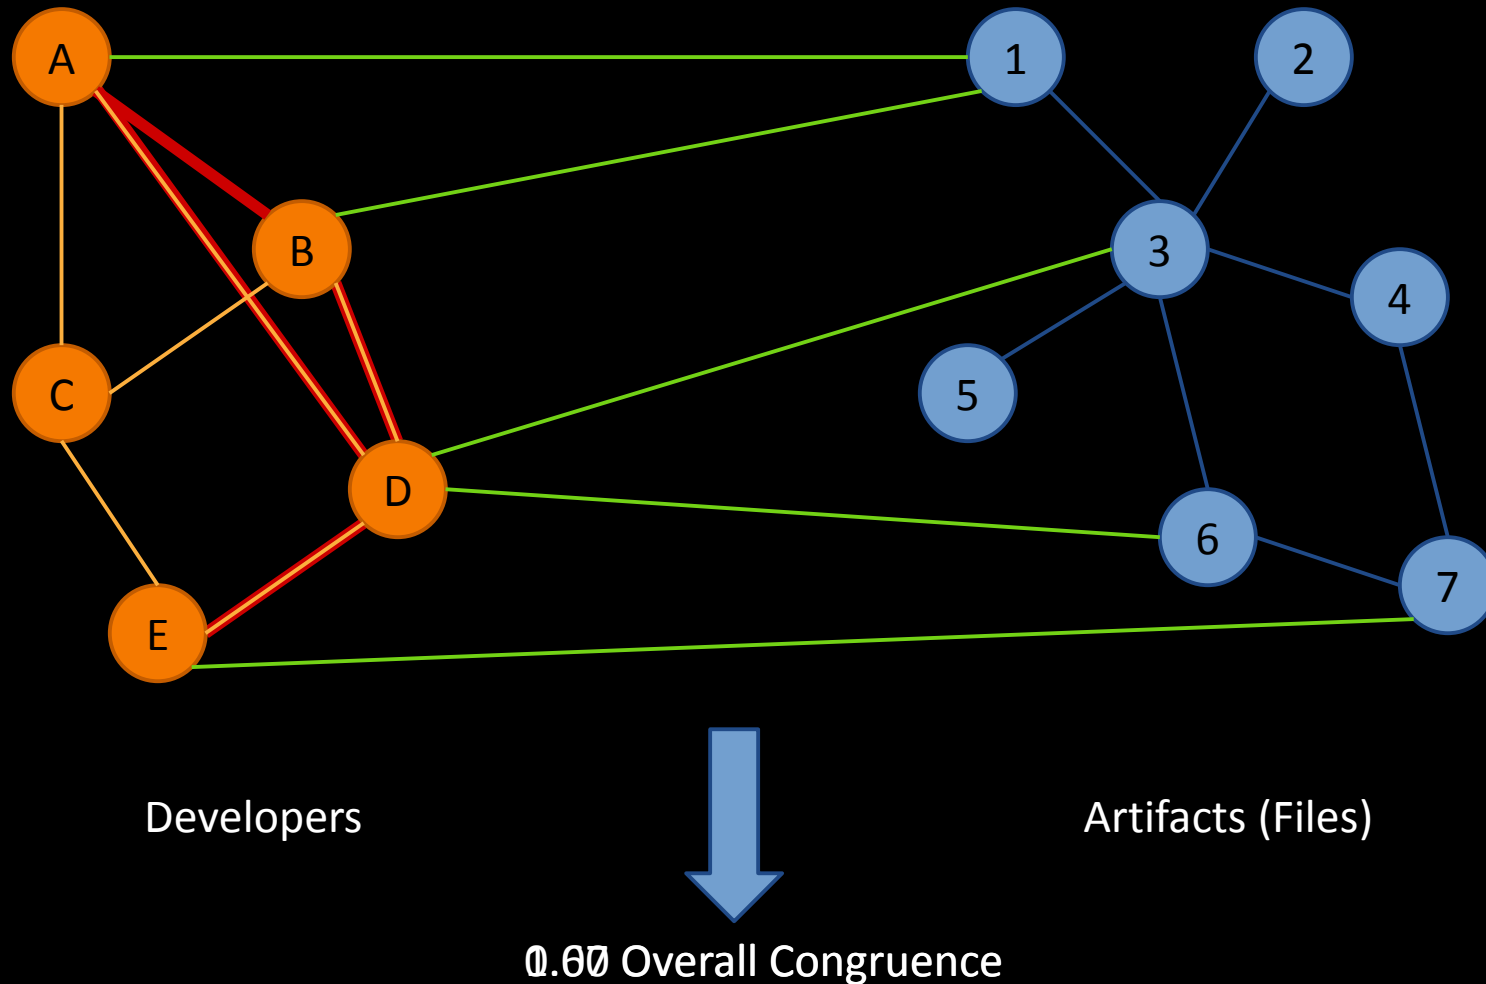 A
1
2
B
3
4
C
5
D
6
7
E
Developers
Artifacts (Files)
Overall Congruence